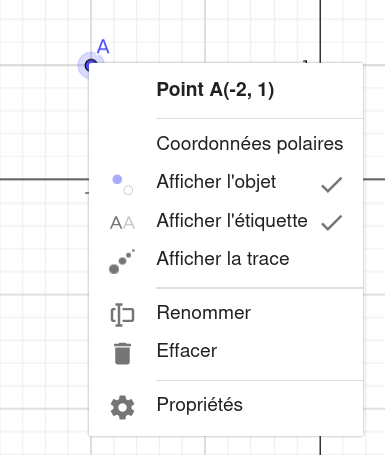 A
Point A(-2, 1)
Coordonnées polaires
Afficher l'objet
AA Afficher l'étiquette
Afficher la trace
Renommer
Effacer
Propriétés